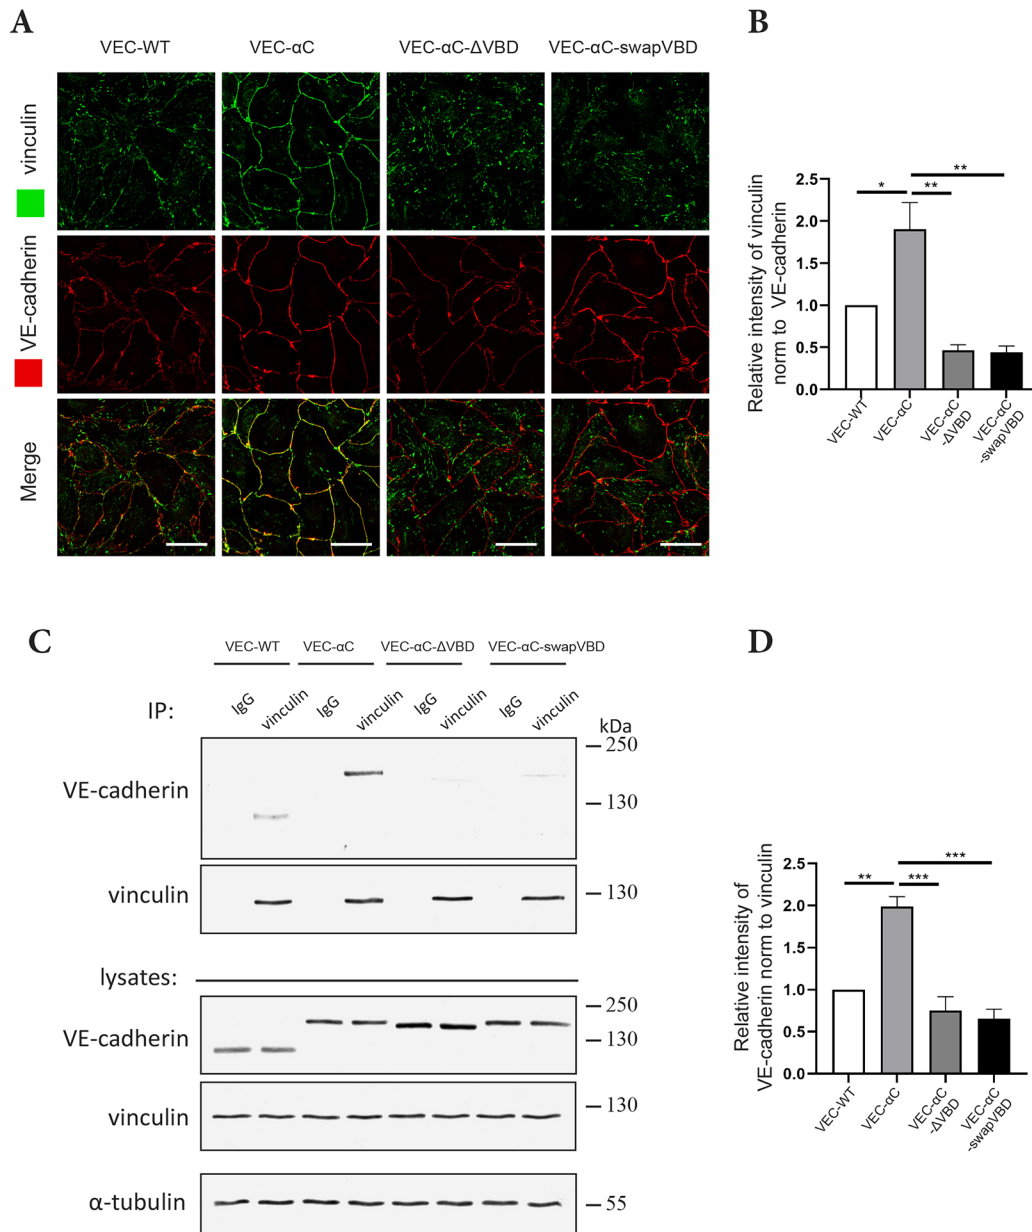 A
VEC-WT
VEC-αC
VEC-αC-ΔVBD
VEC-αC-swapVBD
vinculin
VE-cadherin
Merge
B
Relative intensity of vinculin
norm to VE-cadherin
2.5
2.0
1.5
1.0
0.5
0.0
*
**
**
VEC-WT
VEC-αC
VEC-αC
-ΔVBD
VEC-αC
-swapVBD
C
VEC-WT
VEC-αC
VEC-αC-ΔVBD
VEC-αC-swapVBD
IP:
IgG
vinculin
IgG
vinculin
IgG
vinculin
IgG
vinculin
kDa
VE-cadherin
250
130
vinculin
130
lysates:
VE-cadherin
250
130
vinculin
130
α-tubulin
55
D
Relative intensity of
VE-cadherin norm to vinculin
2.5
2.0
1.5
1.0
0.5
0.0
**
***
***
VEC-WT
VEC-αC
VEC-αC
-ΔVBD
VEC-αC
-swapVBD